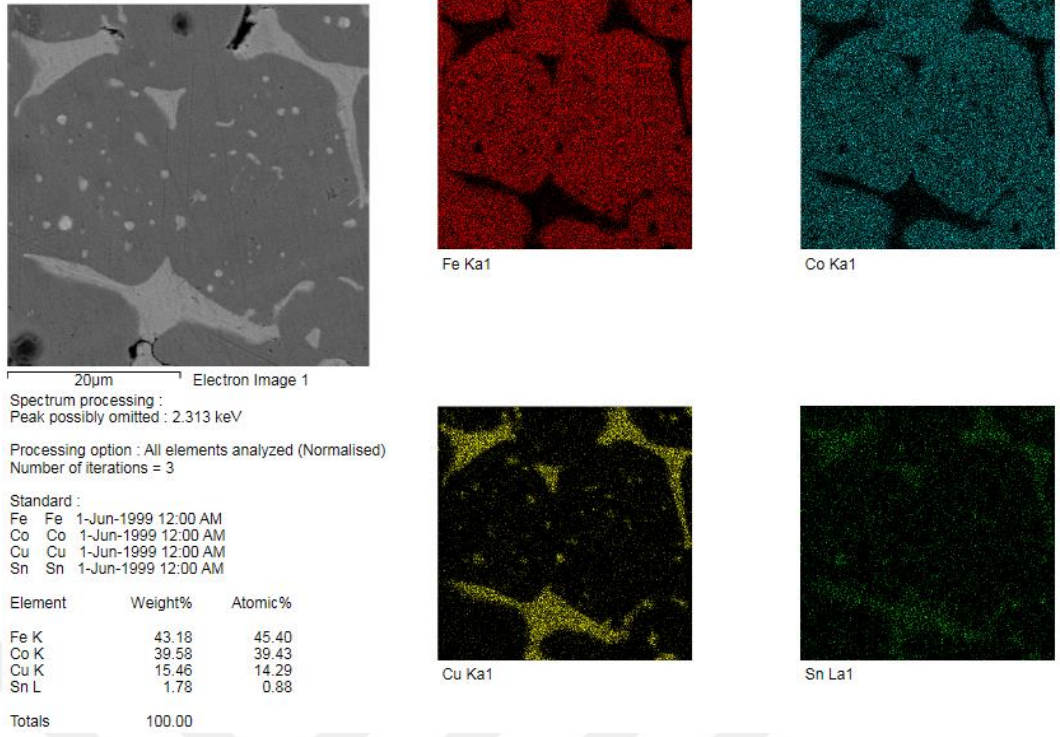 Fe Ka1
Co Ka1
20µm Electron Image 1
Spectrum processing :
Peak possibly omitted : 2.313 keV
Processing option : All elements analyzed (Normalised)
Number of iterations = 3
Standard :
Fe Fe 1-Jun-1999 12:00 AM
Co Co 1-Jun-1999 12:00 AM
Cu Cu 1-Jun-1999 12:00 AM
Sn Sn 1-Jun-1999 12:00 AM
Element Weight% Atomic%
Fe K 43.18 45.40
Co K 39.58 39.43
Cu K 15.46 14.29
Sn L 1.78 0.88
Totals 100.00
Cu Ka1
Sn La1